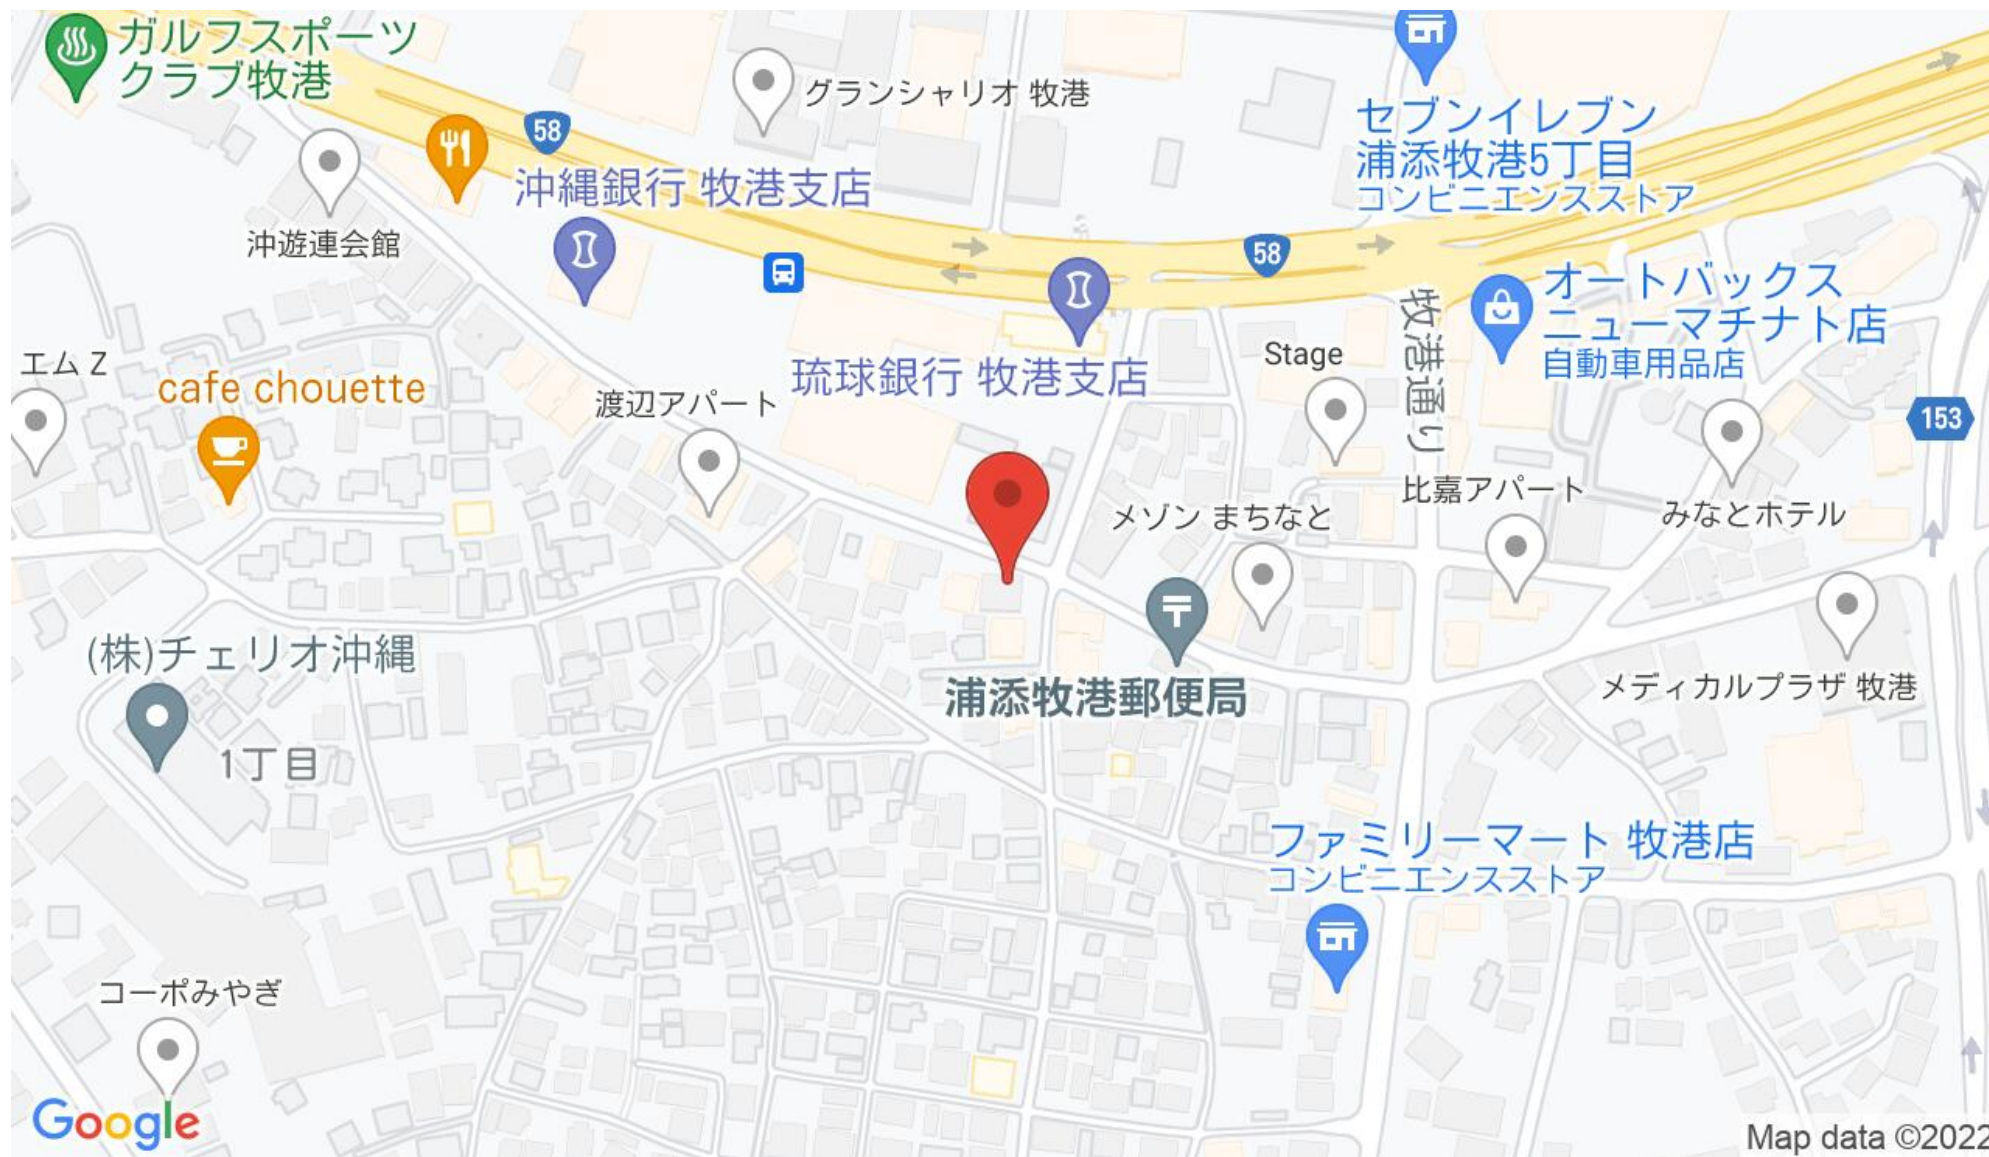 ガルフスポーツ
クラブ牧港
グランシャリオ 牧港
58
セブンイレブン
浦添牧港5丁目
コンビニエンスストア
沖縄銀行 牧港支店
沖遊連会館
58
オートバックス
ニューマチナト店
自動車用品店
牧港通り
Stage
エム Z
cafe chouette
渡辺アパート
琉球銀行 牧港支店
153
メゾン まちなと
比嘉アパート
みなとホテル
(株)チェリオ沖縄
浦添牧港郵便局
メディカルプラザ 牧港
1丁目
ファミリーマート 牧港店
コンビニエンスストア
コーポみやぎ
Google
Map data ©2022